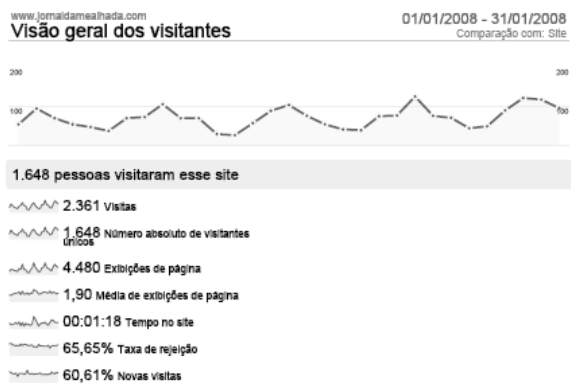 www.jornaldamealhada.com
Visão geral dos visitantes
01/01/2008 - 31/01/2008
Comparação com: Site
200
200
100
100
1.648 pessoas visitaram esse site
2.361 Visitas
1.648 Número absoluto de visitantes
únicos
4.480 Exibições de página
1,90 Média de exibições de página
00:01:18 Tempo no site
65,65% Taxa de rejeição
60,61% Novas visitas